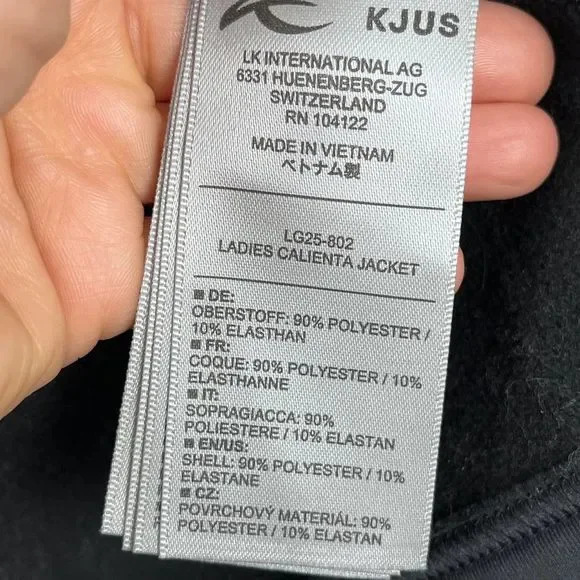 KJUS
LK INTERNATIONAL AG
6331 HUENENBERG-ZUG
SWITZERLAND
RN 104122
MADE IN VIETNAM
ベトナム製
LG25-802
LADIES CALIENTA JACKET
DE:
OBERSTOFF: 90% POLYESTER /
10% ELASTHAN
FR:
COQUE: 90% POLYESTER / 10%
ELASTHANNE
IT:
SOPRAGIACCA: 90%
POLIESTERE / 10% ELASTAN
EN/US:
SHELL: 90% POLYESTER / 10%
ELASTANE
CZ:
POVRCHOVÝ MATERIÁL: 90%
POLYESTER / 10% ELASTAN